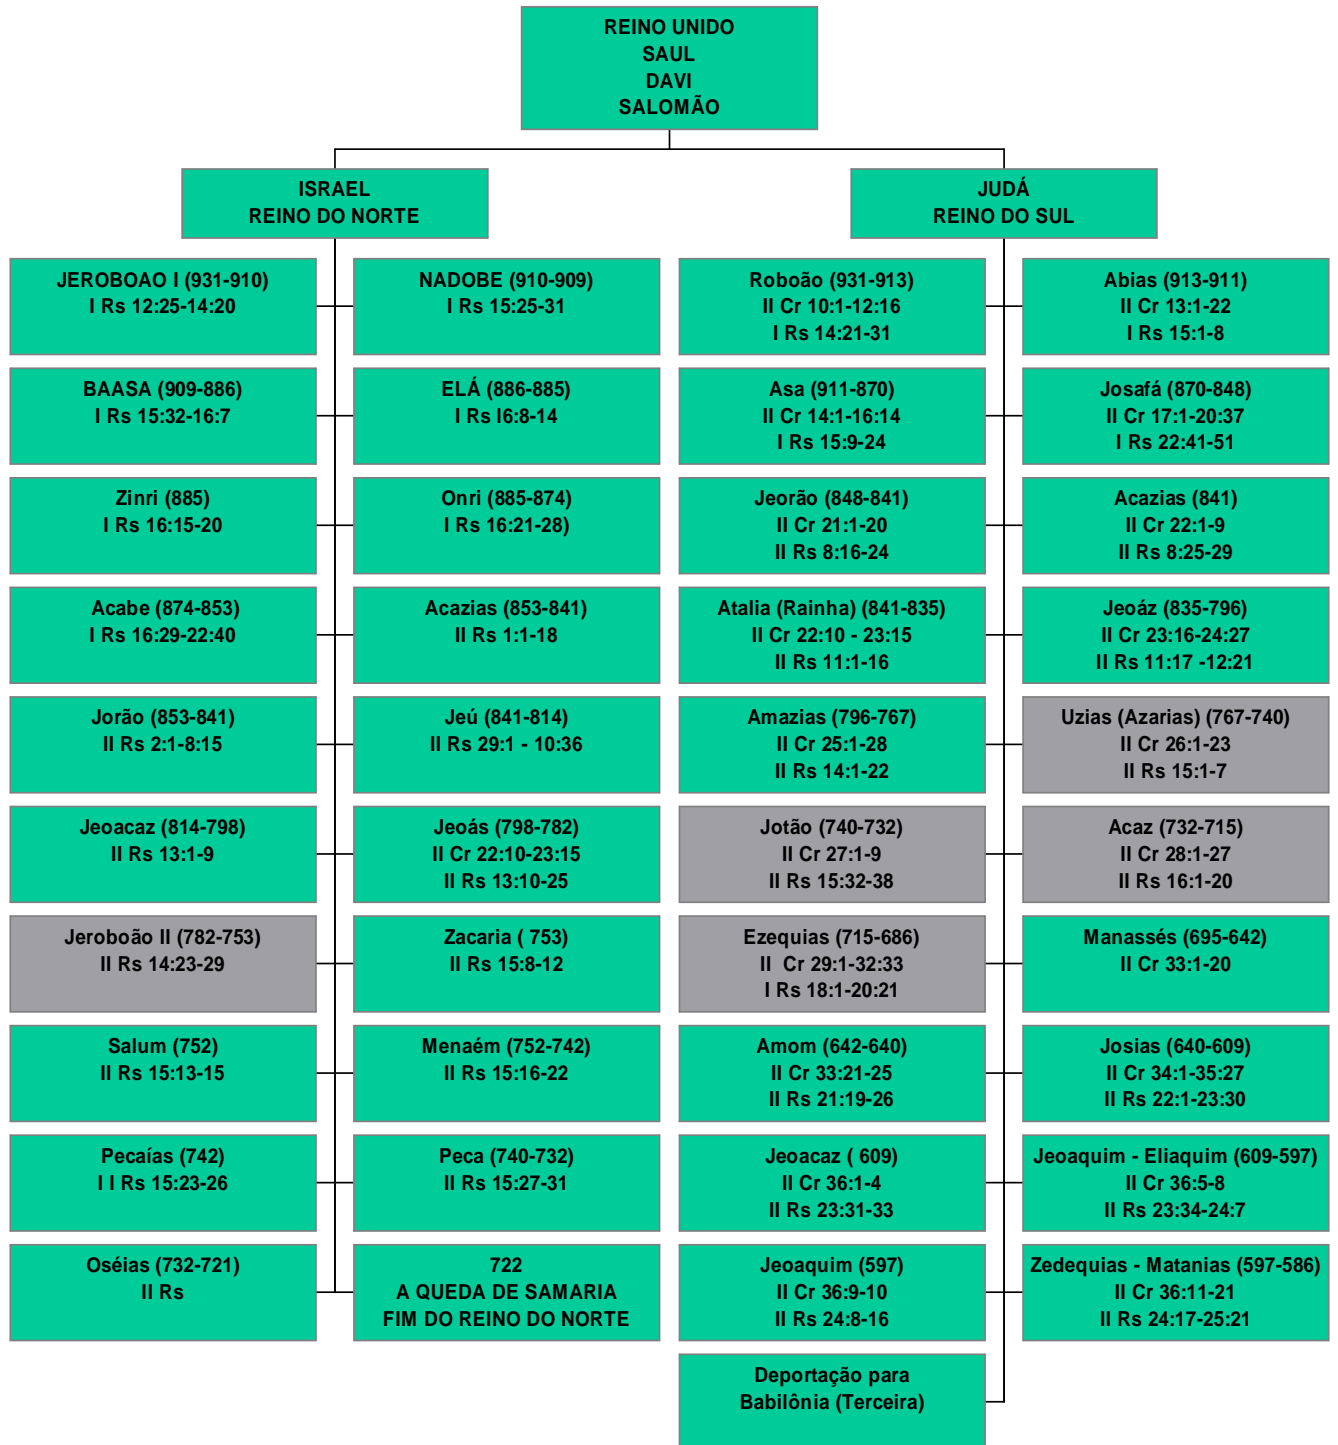 REINO UNIDO
SAUL
DAVI
SALOMÃO
ISRAEL
REINO DO NORTE
JUDÁ
REINO DO SUL
JEROBOAO I (931-910)
I Rs 12:25-14:20
NADOBE (910-909)
I Rs 15:25-31
Roboão (931-913)
II Cr 10:1-12:16
I Rs 14:21-31
Abias (913-911)
II Cr 13:1-22
I Rs 15:1-8
BAASA (909-886)
I Rs 15:32-16:7
ELÁ (886-885)
I Rs I6:8-14
Asa (911-870)
II Cr 14:1-16:14
I Rs 15:9-24
Josafá (870-848)
II Cr 17:1-20:37
I Rs 22:41-51
Zinri (885)
I Rs 16:15-20
Onri (885-874)
I Rs 16:21-28)
Jeorão (848-841)
II Cr 21:1-20
II Rs 8:16-24
Acazias (841)
II Cr 22:1-9
II Rs 8:25-29
Acabe (874-853)
I Rs 16:29-22:40
Acazias (853-841)
II Rs 1:1-18
Atalia (Rainha) (841-835)
II Cr 22:10 - 23:15
II Rs 11:1-16
Jeoáz (835-796)
II Cr 23:16-24:27
II Rs 11:17 -12:21
Jorão (853-841)
II Rs 2:1-8:15
Jeú (841-814)
II Rs 29:1 - 10:36
Amazias (796-767)
II Cr 25:1-28
II Rs 14:1-22
Uzias (Azarias) (767-740)
II Cr 26:1-23
II Rs 15:1-7
Jeoacaz (814-798)
II Rs 13:1-9
Jeoás (798-782)
II Cr 22:10-23:15
II Rs 13:10-25
Jotão (740-732)
II Cr 27:1-9
II Rs 15:32-38
Acaz (732-715)
II Cr 28:1-27
II Rs 16:1-20
Jeroboão II (782-753)
II Rs 14:23-29
Zacaria ( 753)
II Rs 15:8-12
Ezequias (715-686)
II  Cr 29:1-32:33
I Rs 18:1-20:21
Manassés (695-642)
II Cr 33:1-20
Salum (752)
II Rs 15:13-15
Menaém (752-742)
II Rs 15:16-22
Amom (642-640)
II Cr 33:21-25
II Rs 21:19-26
Josias (640-609)
II Cr 34:1-35:27
II Rs 22:1-23:30
Pecaías (742)
I I Rs 15:23-26
Peca (740-732)
II Rs 15:27-31
Jeoacaz ( 609)
II Cr 36:1-4
II Rs 23:31-33
Jeoaquim - Eliaquim (609-597)
II Cr 36:5-8
II Rs 23:34-24:7
Oséias (732-721)
II Rs
722
A QUEDA DE SAMARIA
FIM DO REINO DO NORTE
Jeoaquim (597)
II Cr 36:9-10
II Rs 24:8-16
Zedequias - Matanias (597-586)
II Cr 36:11-21
II Rs 24:17-25:21
Deportação para
Babilônia (Terceira)